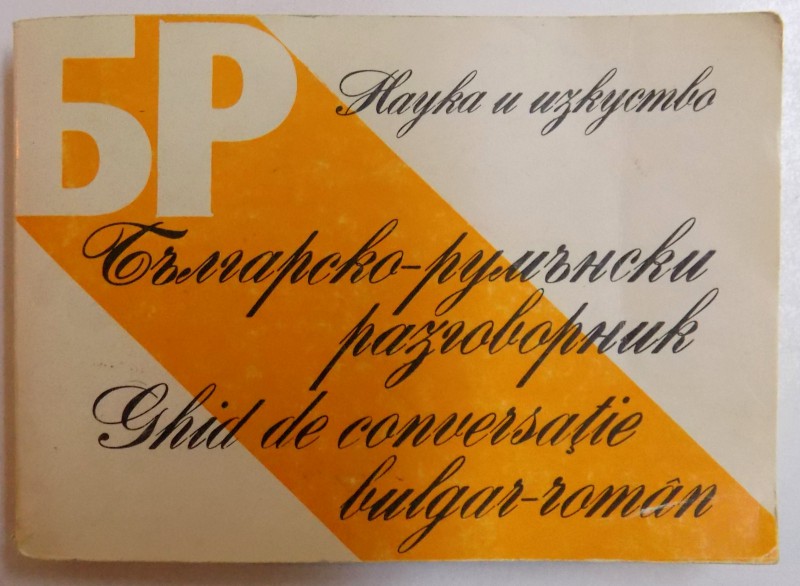 БР
Наука и изкуство
Българско-румънски
разговорник
Ghid de conversaţie
bulgar-român